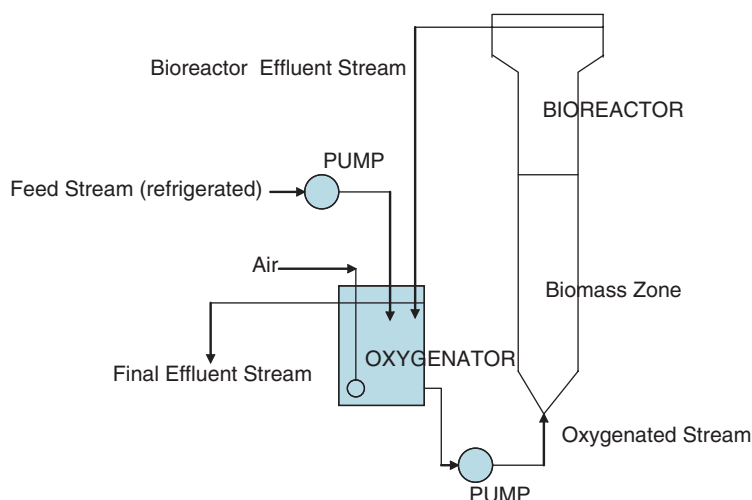 Bioreactor Effluent Stream
BIOREACTOR
PUMP
Feed Stream (refrigerated)
Air
Biomass Zone
OXYGENATOR
Final Effluent Stream
Oxygenated Stream
PUMP